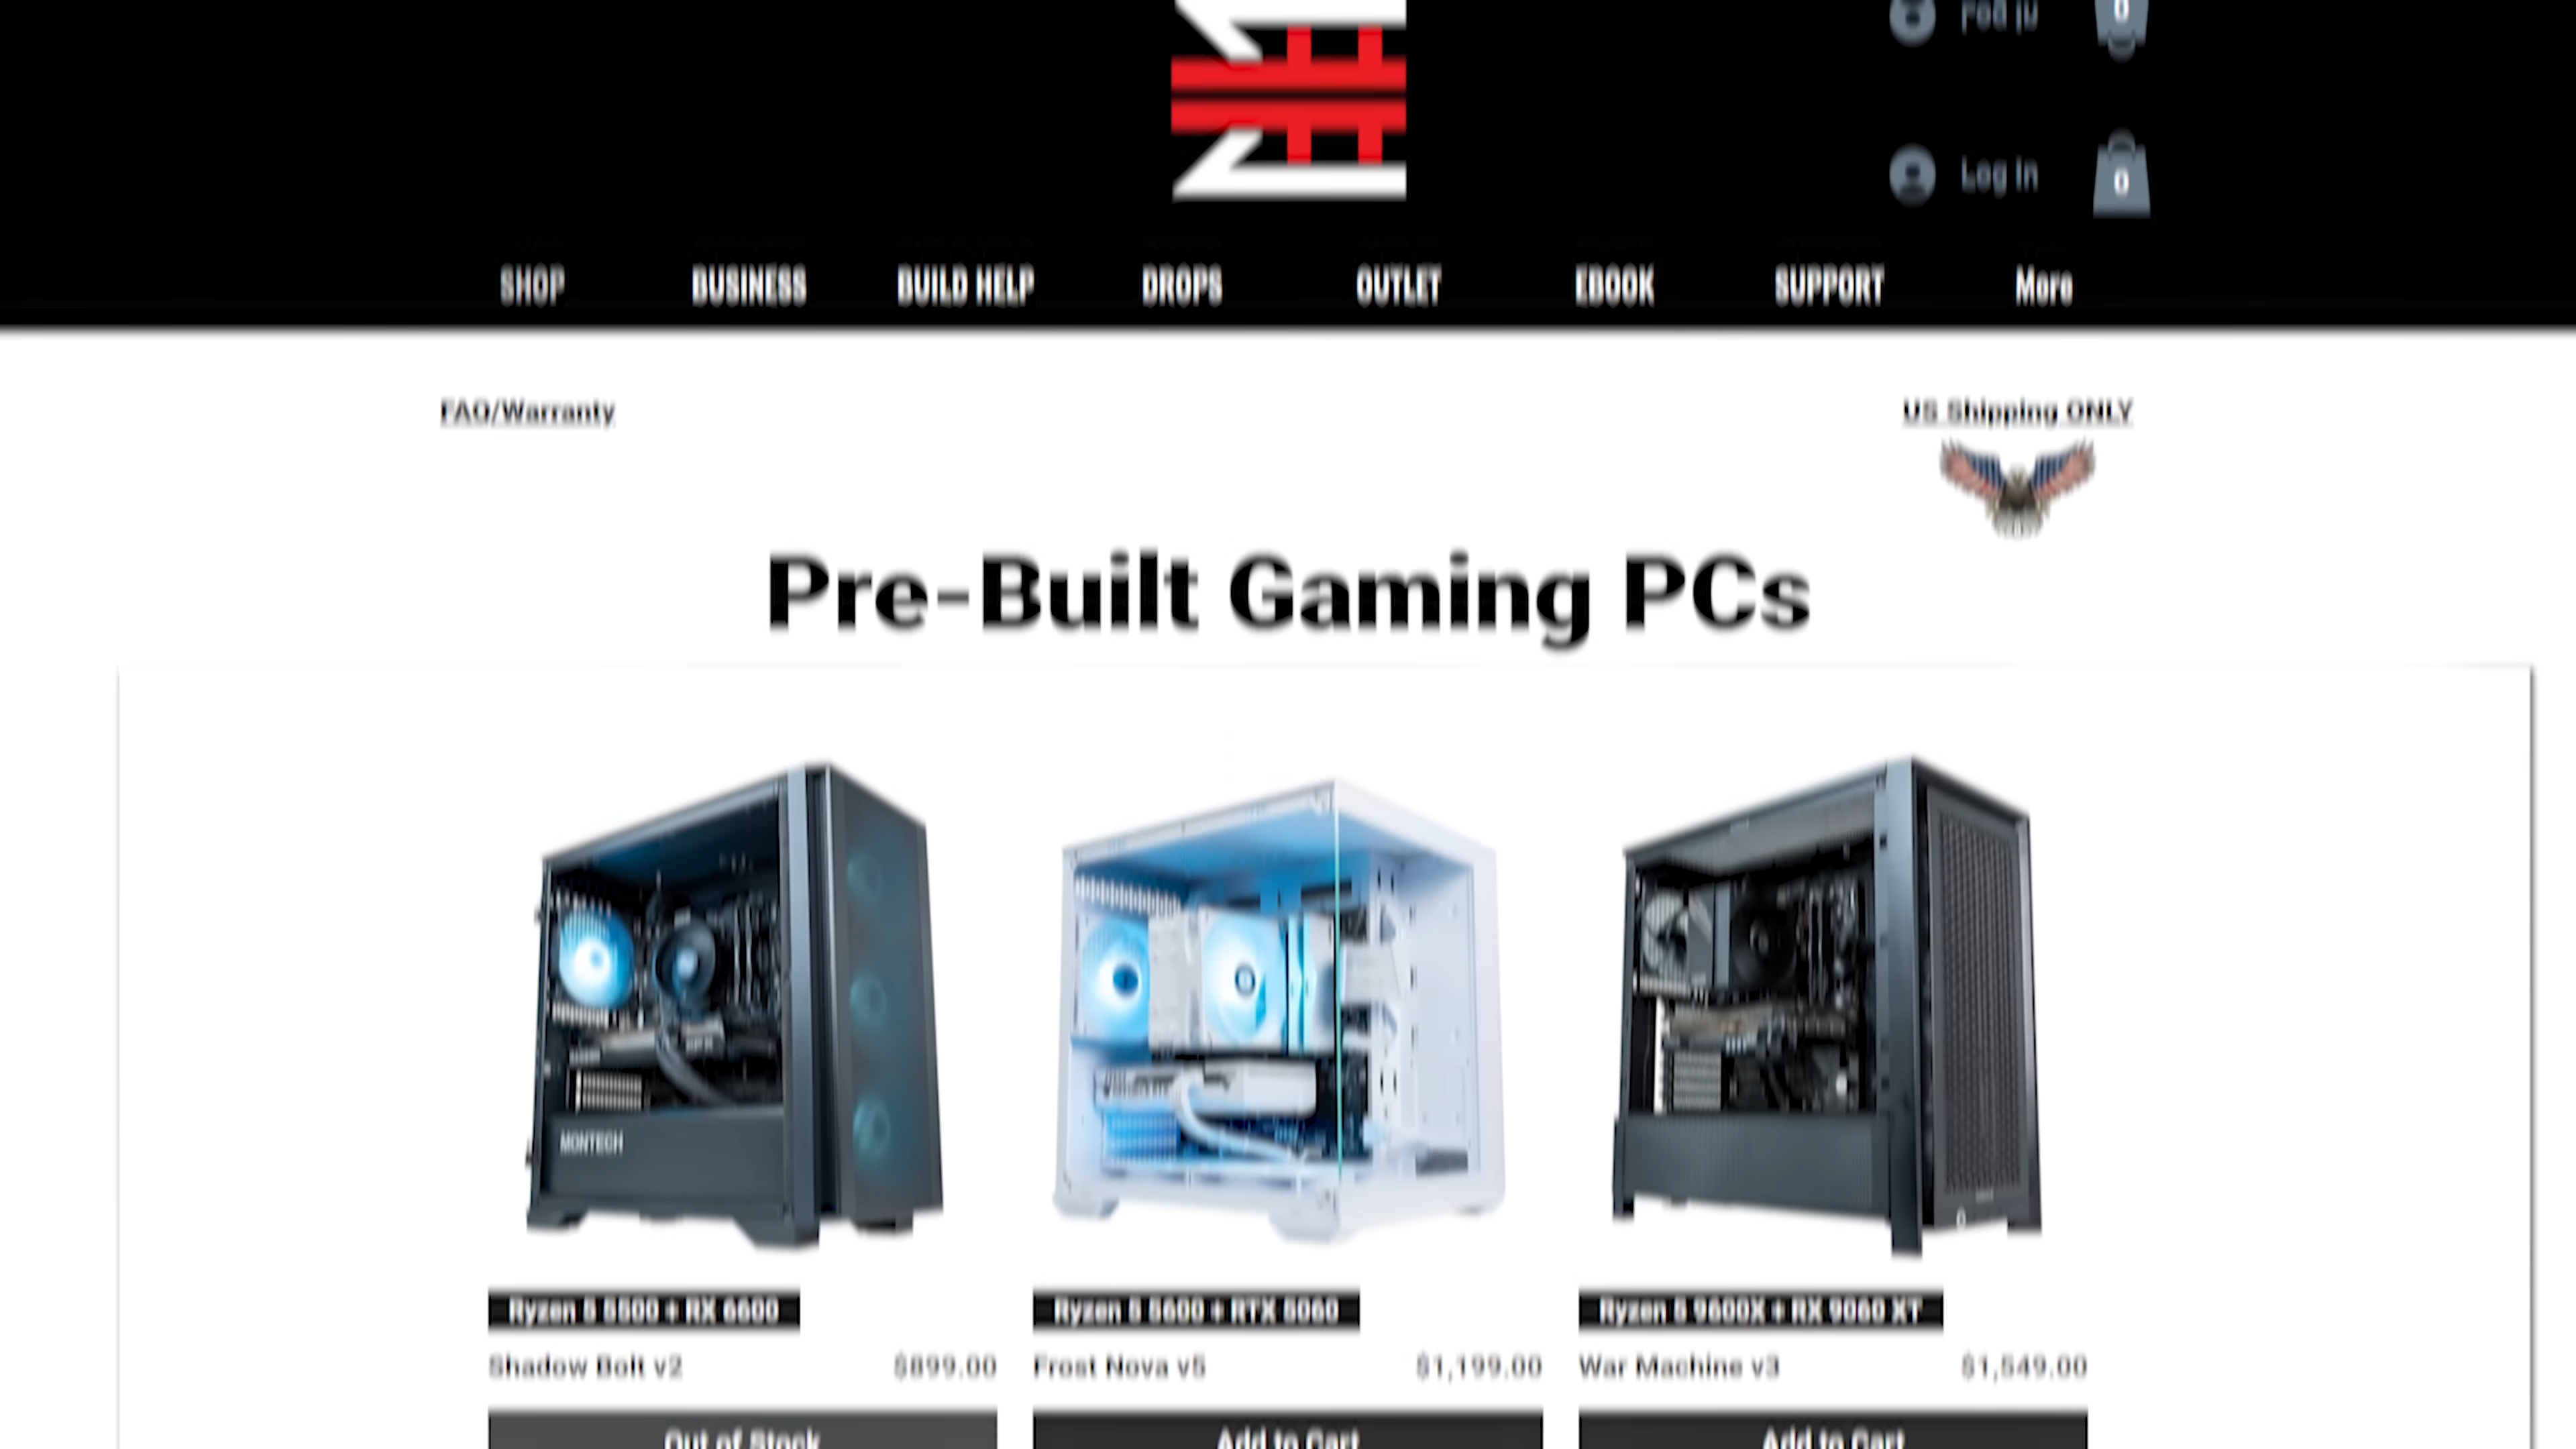 0
Log In
0
SHOP BUSINESS BUILD HELP DROPS OUTLET EBOOK SUPPORT More
FAQ/Warranty
US Shipping ONLY
Pre-Built Gaming PCs
MONTECH
Ryzen 5 5500 + RX 6600
Ryzen 5 5600 + RTX 5060
Ryzen 5 9600X + RX 9060 XT
Shadow Bolt v2 $899.00
Frost Nova v5 $1,199.00
War Machine v3 $1,549.00
Out of Stock
Add to Cart
Add to Cart